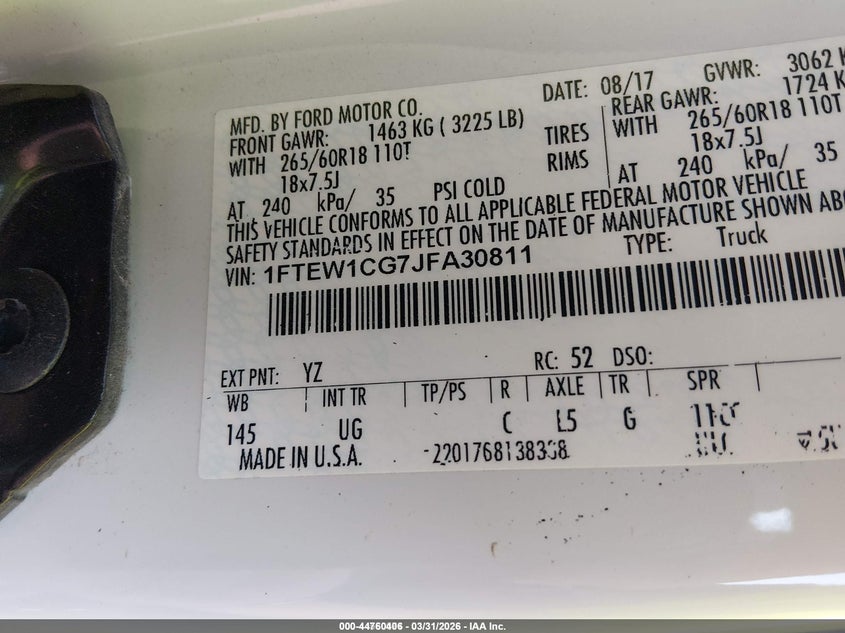 MFD. BY FORD MOTOR CO. DATE: 08/17 GVWR: 3062 K
FRONT GAWR: 1463 KG ( 3225 LB) REAR GAWR: 1724 K
WITH 265/60R18 110T TIRES WITH 265/60R18 110T
18x7.5J RIMS 18x7.5J
AT 240 kPa/ 35 PSI COLD AT 240 kPa/ 35
THIS VEHICLE CONFORMS TO ALL APPLICABLE FEDERAL MOTOR VEHICLE
SAFETY STANDARDS IN EFFECT ON THE DATE OF MANUFACTURE SHOWN ABO
VIN: 1FTEW1CG7JFA30811 TYPE: Truck
EXT PNT: YZ RC: 52 DSO:
WB INT TR TP/PS R AXLE TR SPR
145 UG C L5 G
MADE IN U.S.A.
000-44760406 - 03/31/2026 - IAA Inc.